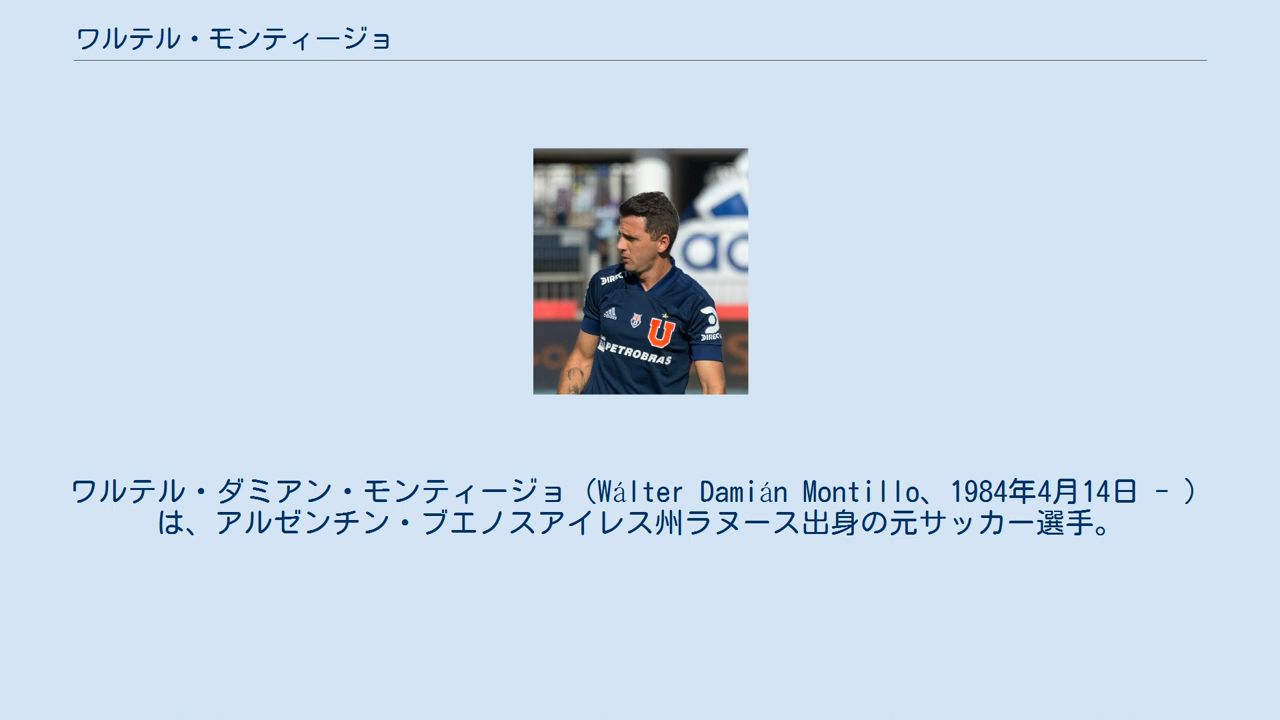 ワルテル・モンティージョ
ad
DIREC
U
PETROBRAS
DIREC
ワルテル・ダミアン・モンティージョ（Wálter Damián Montillo、1984年4月14日 - ）
は、アルゼンチン・ブエノスアイレス州ラヌース出身の元サッカー選手。